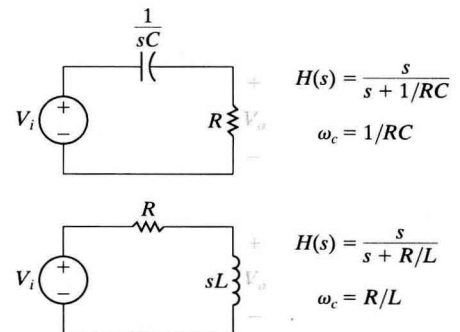 1
sC
+
V_i
+
−
R
V_o
−
H(s) = s / (s + 1/RC)
ω_c = 1/RC
R
+
V_i
+
−
sL
V_o
−
H(s) = s / (s + R/L)
ω_c = R/L